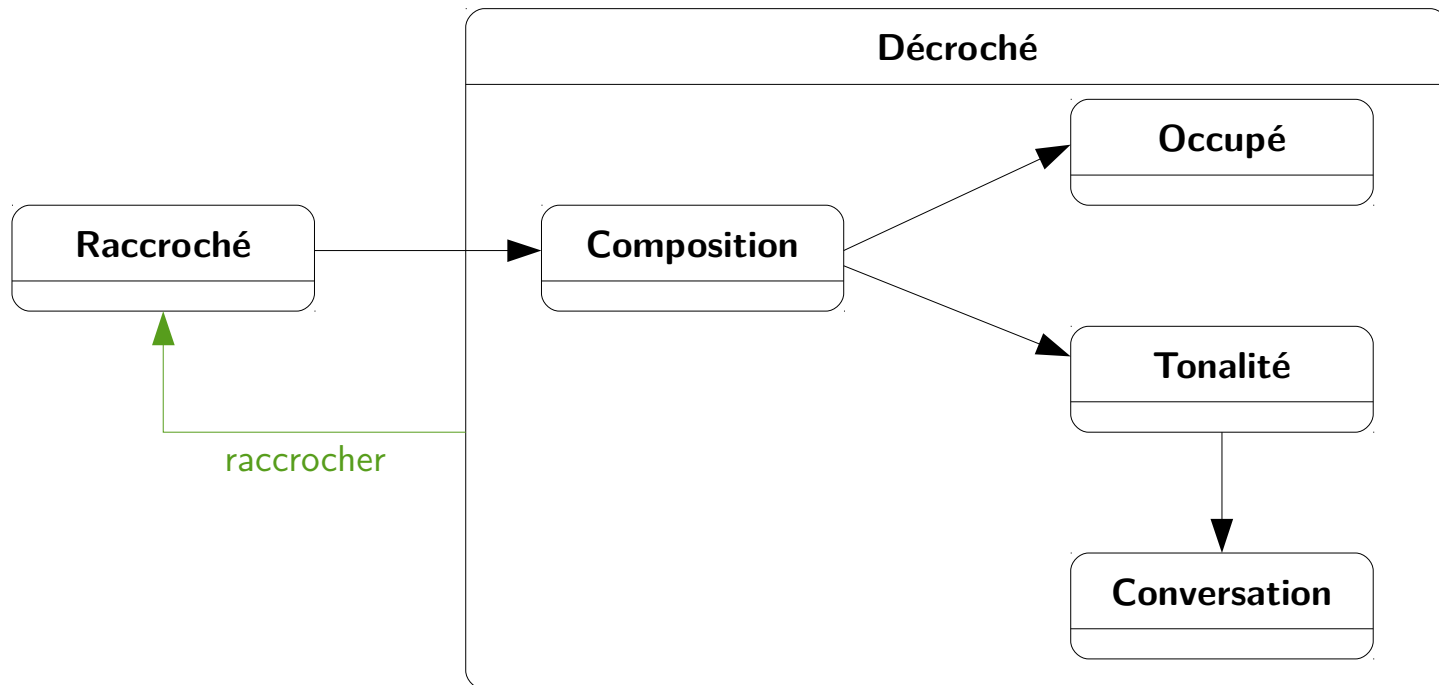 Décroché
Occupé
Raccroché
Composition
Tonalité
raccrocher
Conversation